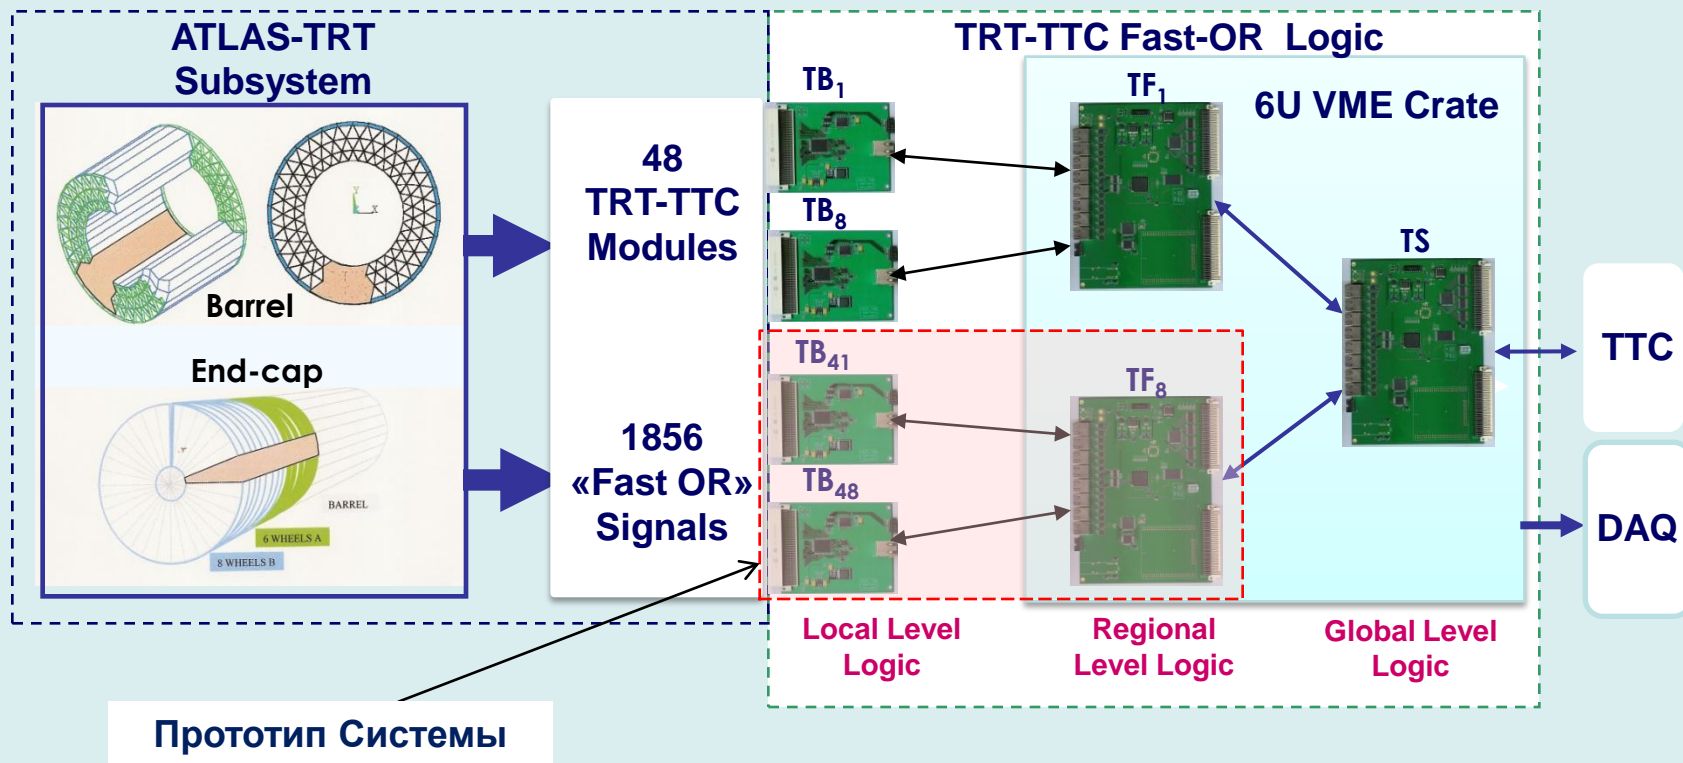 ATLAS-TRT
Subsystem
Barrel
End-cap
BARREL
6 WHEELS A
8 WHEELS B
48
TRT-TTC
Modules
1856
«Fast OR»
Signals
TRT-TTC Fast-OR Logic
TB1
TB8
TB41
TB48
TF1
TF8
6U VME Crate
TS
TTC
DAQ
Local Level
Logic
Regional
Level Logic
Global Level
Logic
Прототип Системы